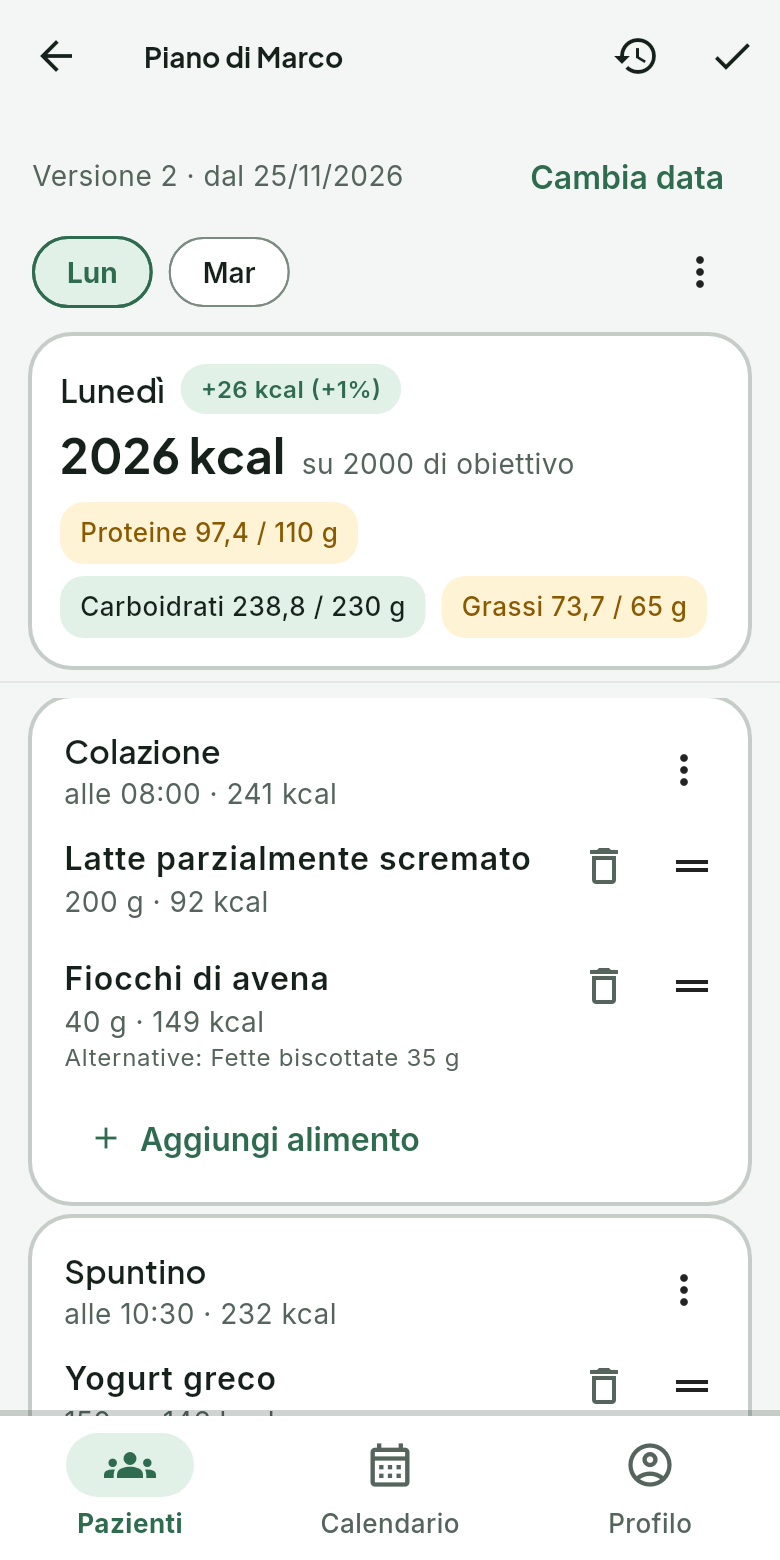 Piano di Marco
Versione 2 · dal 25/11/2026
Cambia data
Lun
Mar
Lunedì
+26 kcal (+1%)
2026 kcal su 2000 di obiettivo
Proteine 97,4 / 110 g
Carboidrati 238,8 / 230 g
Grassi 73,7 / 65 g
Colazione
alle 08:00 · 241 kcal
Latte parzialmente scremato
200 g · 92 kcal
Fiocchi di avena
40 g · 149 kcal
Alternative: Fette biscottate 35 g
+ Aggiungi alimento
Spuntino
alle 10:30 · 232 kcal
Yogurt greco
Pazienti
Calendario
Profilo